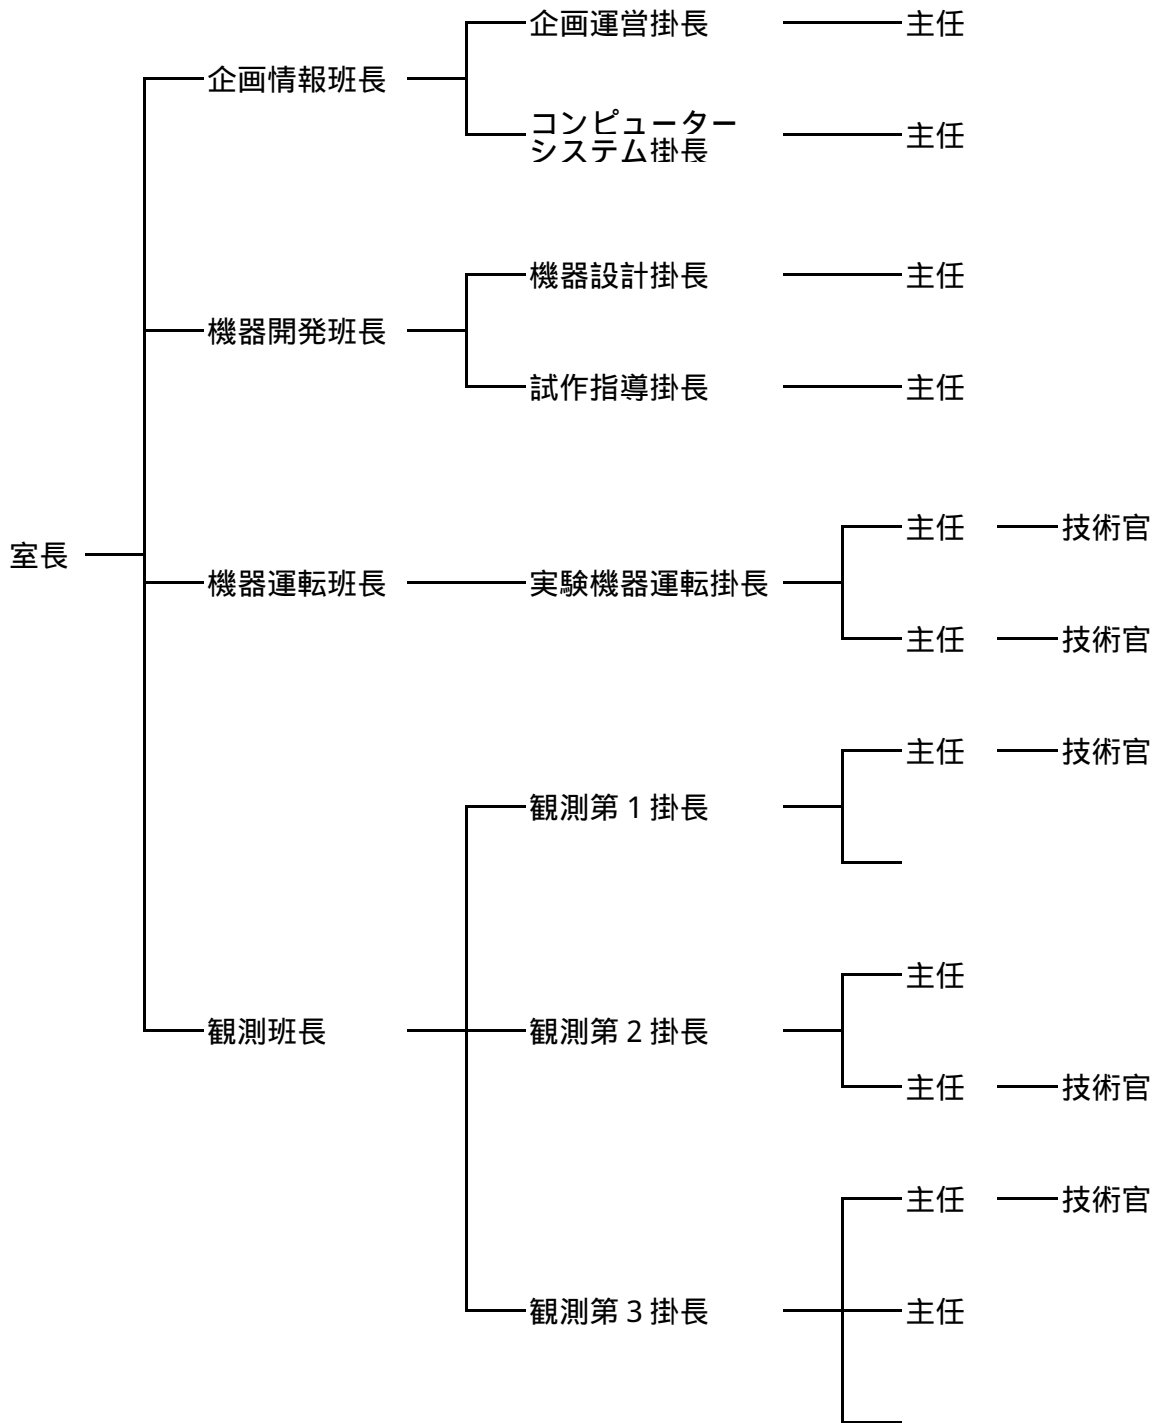 企画運営掛長 主任
企画情報班長
コンピューター
システム掛長 主任
機器設計掛長 主任
機器開発班長
試作指導掛長 主任
主任 技術官
室長
機器運転班長 実験機器運転掛長
主任 技術官
主任 技術官
観測第1掛長
主任
観測班長 観測第2掛長
主任 技術官
主任 技術官
観測第3掛長 主任